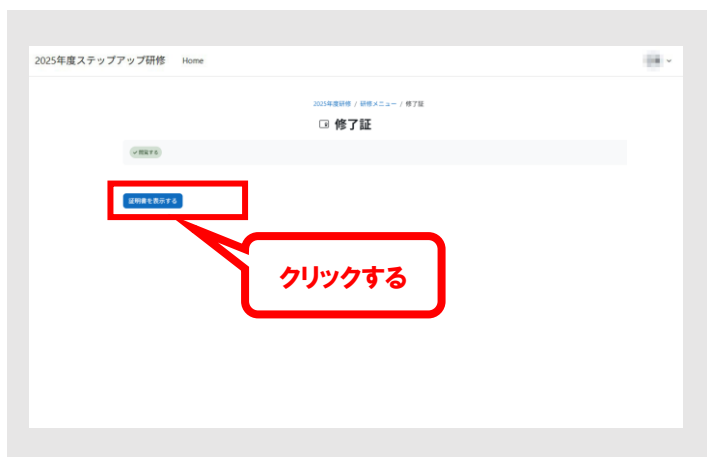 2025年度ステップアップ研修 Home
2025年度研修 / 研修メニュー / 修了証
修了証
✓ 閲覧する
証明書を表示する
クリックする